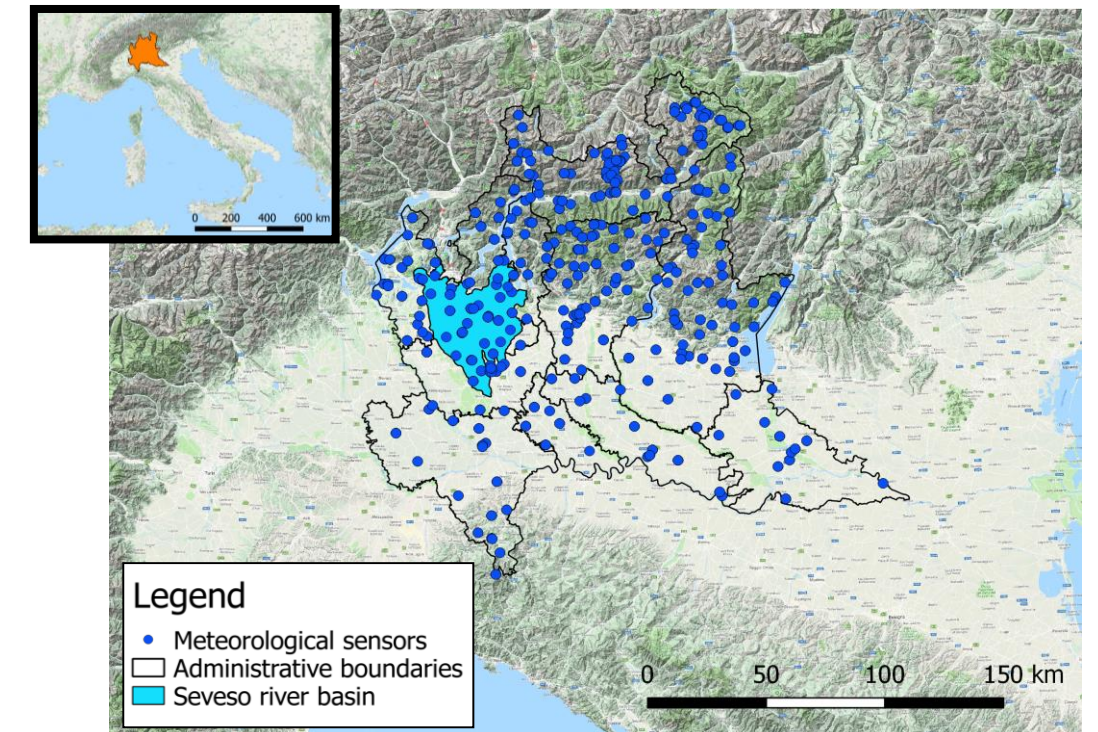 0 200 400 600 km
Legend
Meteorological sensors
Administrative boundaries
Seveso river basin
0 50 100 150 km